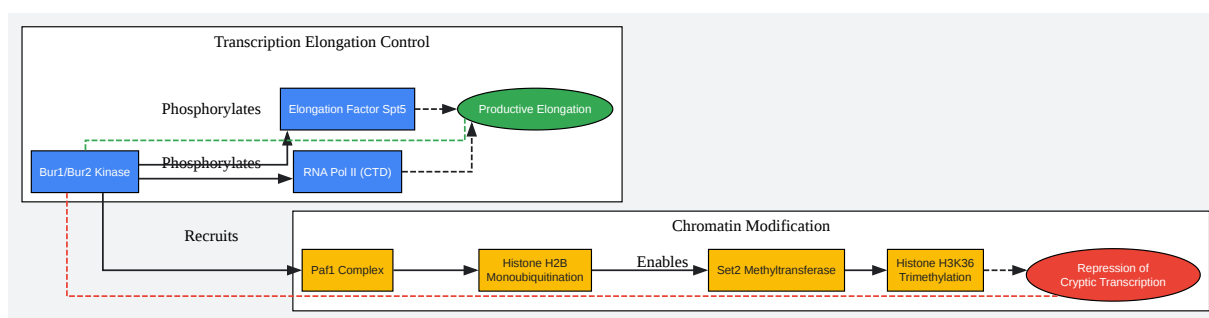 Transcription Elongation Control
Phosphorylates
Elongation Factor Spt5
Productive Elongation
Phosphorylates
Bur1/Bur2 Kinase
RNA Pol II (CTD)
Recruits
Chromatin Modification
Paf1 Complex
Histone H2B
Monoubiquitination
Enables
Set2 Methyltransferase
Histone H3K36
Trimethylation
Repression of
Cryptic Transcription